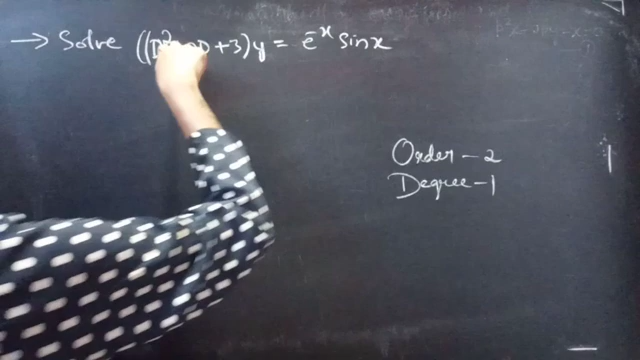 → Solve ((D² D +3)y = e⁻ˣ Sinx
Order - 2
Degree - 1